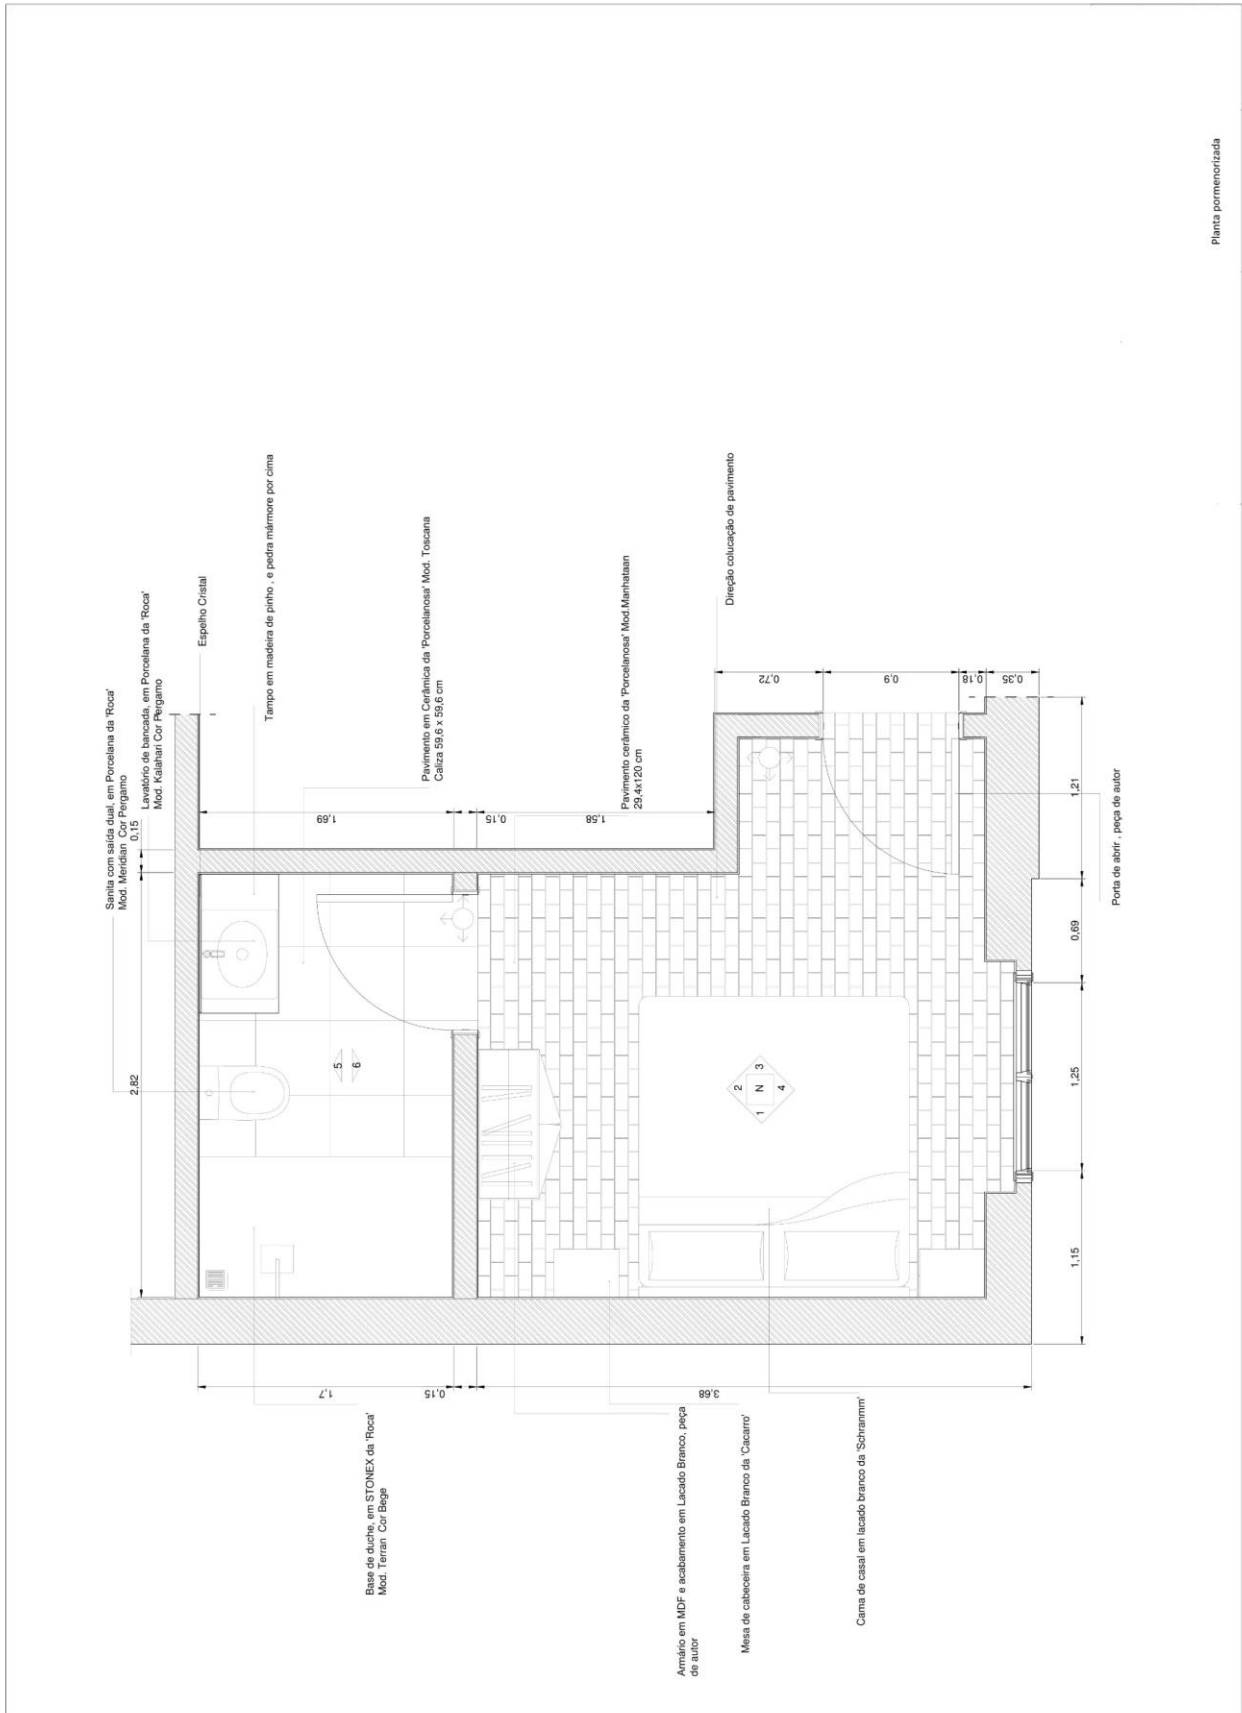 Sanita com saída dual, em Porcelana da 'Roca'
Mod. Meridian Cor Pergamo
0,15
Lavatório de bancada, em Porcelana da 'Roca'
Mod. Kalahari Cor Pergamo
Espelho Cristal
Tampo em madeira de pinho , e pedra mármore por cima
Pavimento em Cerâmica da 'Porcelanosa' Mod. Toscana
Caliza 59,6 x 59,6 cm
Pavimento cerâmico da 'Porcelanosa' Mod.Manhataan
29,4x120 cm
Direção colucação de pavimento
2,82
1,69
0,15
1,58
0,72
0,9
0,18
0,35
5
6
2
1
N
3
4
1,7
0,15
3,68
1,15
1,25
0,69
1,21
Base de duche, em STONEX da 'Roca'
Mod. Terran Cor Bege
Armário em MDF e acabamento em Lacado Branco, peça
de autor
Mesa de cabeceira em Lacado Branco da 'Cacarro'
Cama de casal em lacado branco da 'Schranmm'
Porta de abrir , peça de autor
Planta pormenorizada